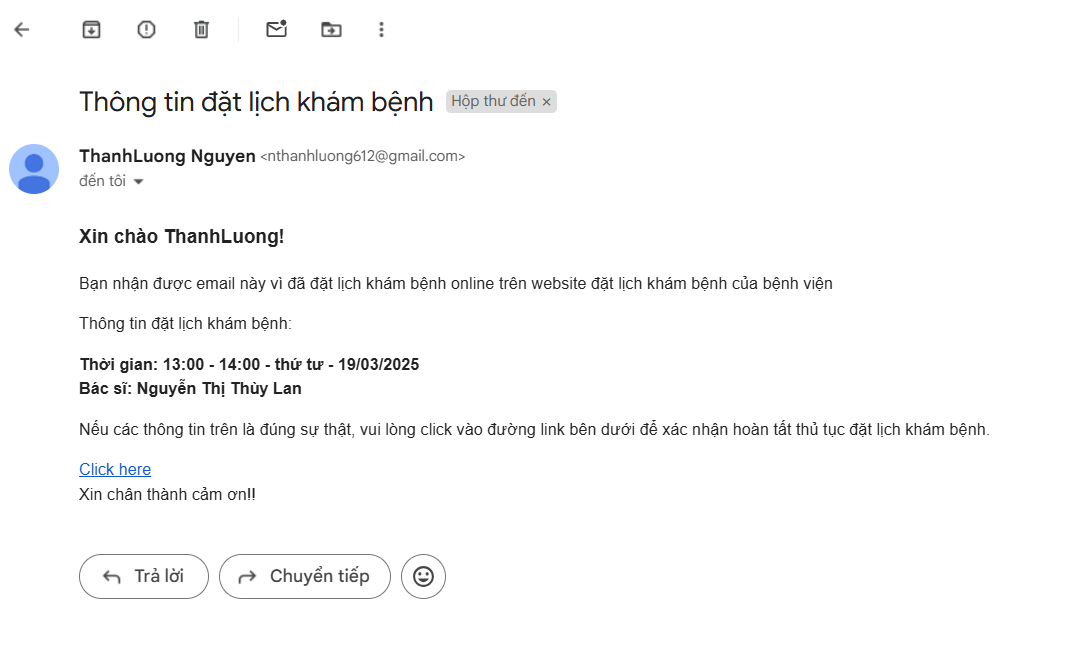 Thông tin đặt lịch khám bệnh Hộp thư đến ×
ThanhLuong Nguyen <nthanhluong612@gmail.com>
đến tôi
Xin chào ThanhLuong!
Bạn nhận được email này vì đã đặt lịch khám bệnh online trên website đặt lịch khám bệnh của bệnh viện
Thông tin đặt lịch khám bệnh:
Thời gian: 13:00 - 14:00 - thứ tư - 19/03/2025
Bác sĩ: Nguyễn Thị Thùy Lan
Nếu các thông tin trên là đúng sự thật, vui lòng click vào đường link bên dưới để xác nhận hoàn tất thủ tục đặt lịch khám bệnh.
Click here
Xin chân thành cảm ơn!!
Trả lời Chuyển tiếp